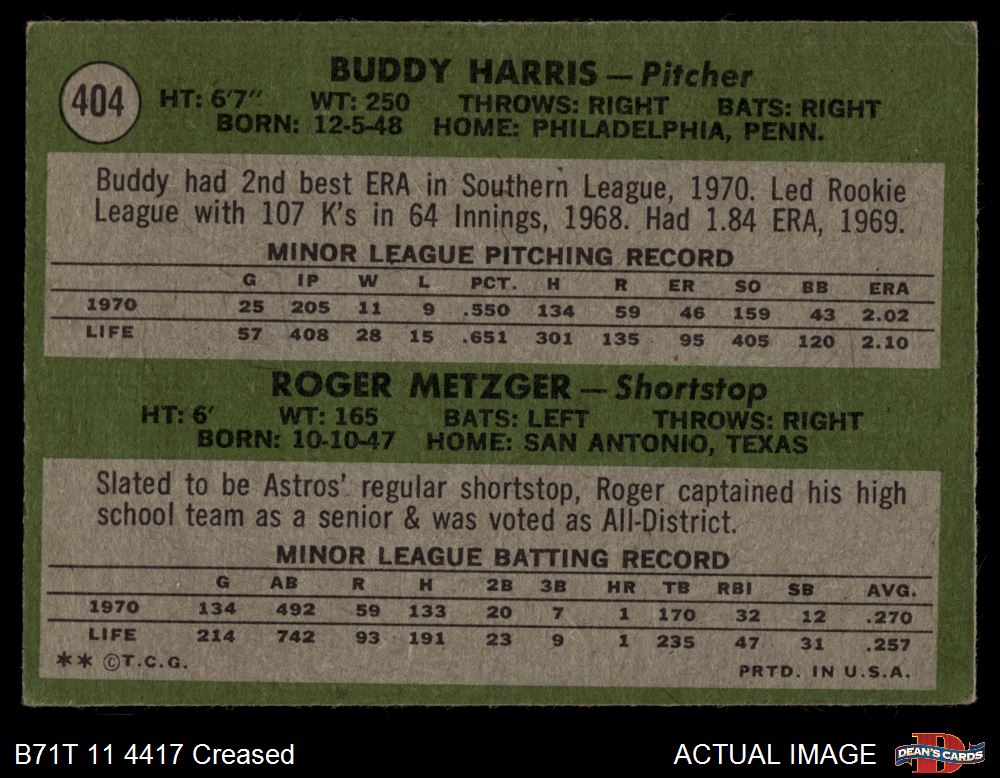 404
BUDDY HARRIS — Pitcher
HT: 6'7" WT: 250 THROWS: RIGHT BATS: RIGHT
BORN: 12-5-48 HOME: PHILADELPHIA, PENN.
Buddy had 2nd best ERA in Southern League, 1970. Led Rookie
League with 107 K's in 64 Innings, 1968. Had 1.84 ERA, 1969.
MINOR LEAGUE PITCHING RECORD
G IP W L PCT. H R ER SO BB ERA
1970 25 205 11 9 .550 134 59 46 159 43 2.02
LIFE 57 408 28 15 .651 301 135 95 405 120 2.10
ROGER METZGER — Shortstop
HT: 6' WT: 165 BATS: LEFT THROWS: RIGHT
BORN: 10-10-47 HOME: SAN ANTONIO, TEXAS
Slated to be Astros' regular shortstop, Roger captained his high
school team as a senior & was voted as All-District.
MINOR LEAGUE BATTING RECORD
G AB R H 2B 3B HR TB RBI SB AVG.
1970 134 492 59 133 20 7 1 170 32 12 .270
LIFE 214 742 93 191 23 9 1 235 47 31 .257
** ©T.C.G.
PRTD. IN U.S.A.
B71T 11 4417 Creased
ACTUAL IMAGE
DEAN'S CARDS